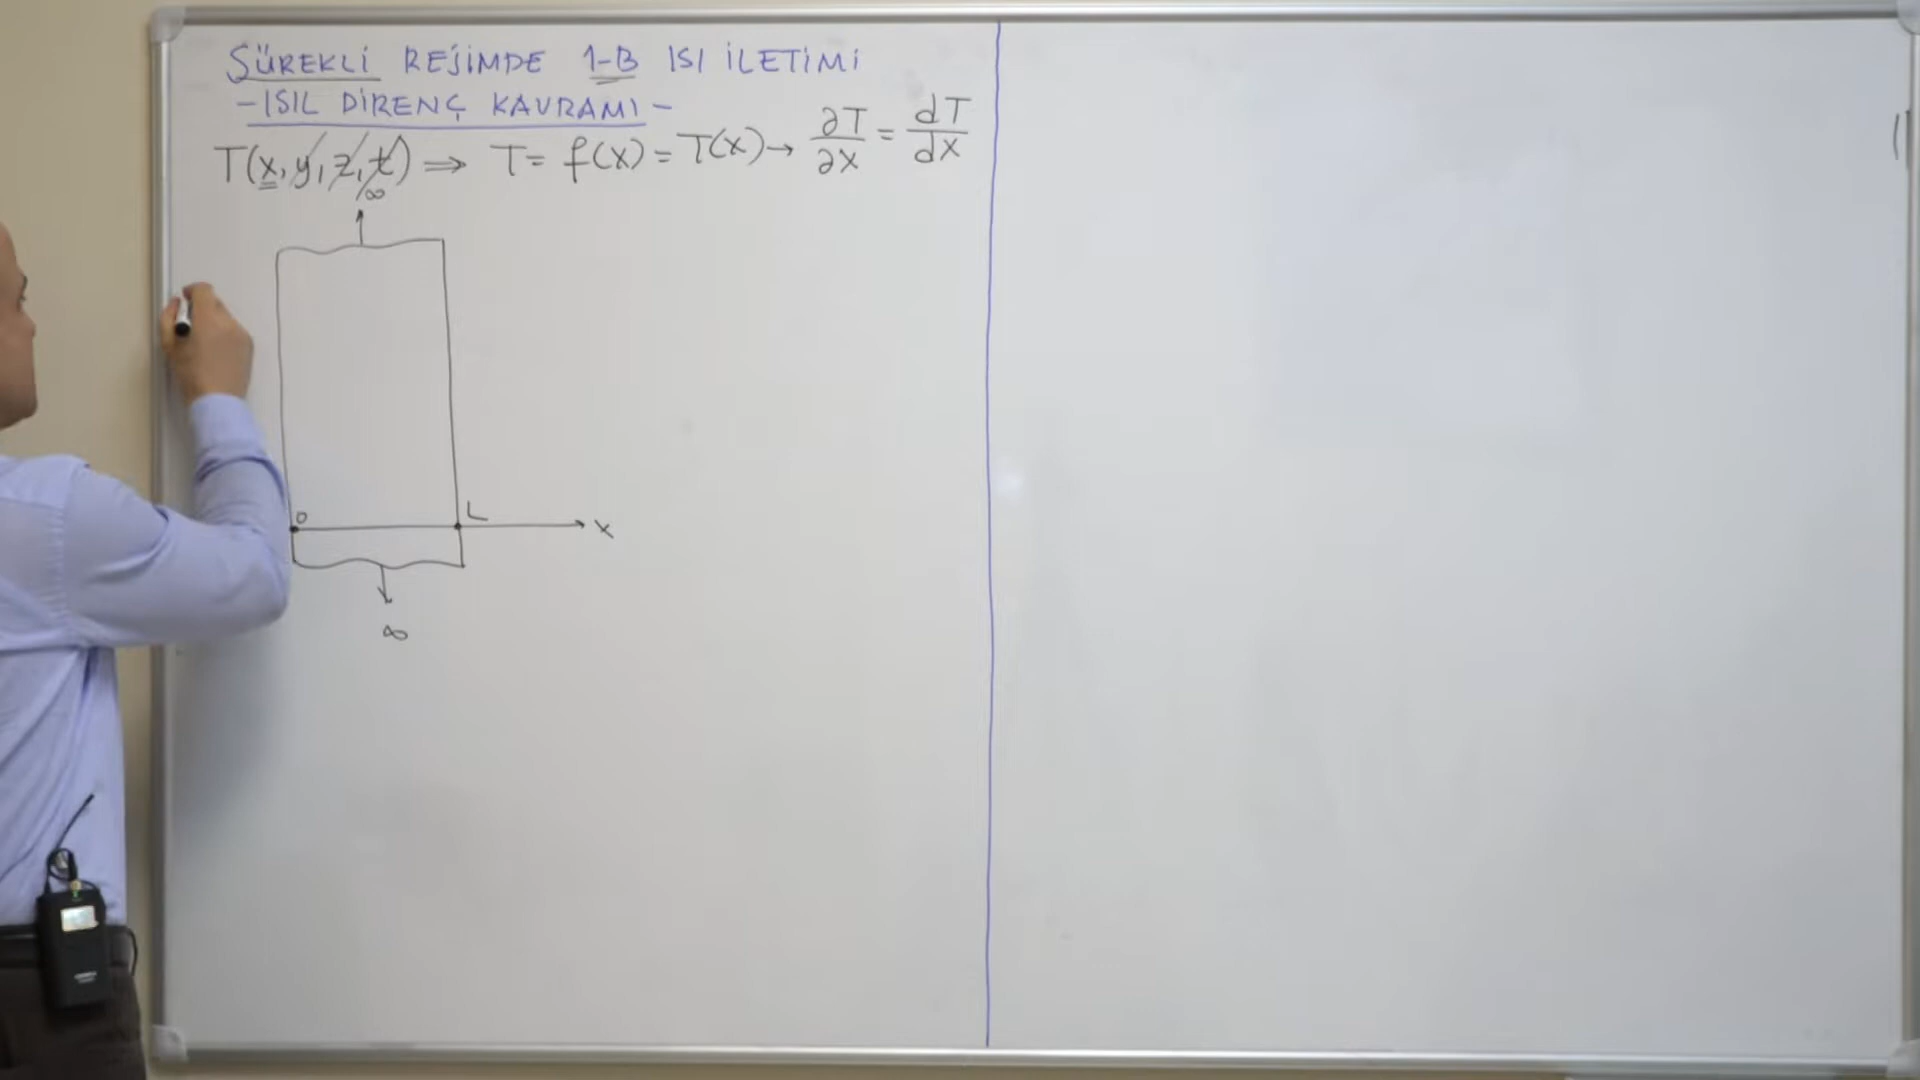 SÜREKLİ REJİMDE 1-B ISI İLETİMİ
-ISIL DİRENÇ KAVRAMI-
T(x, y, z, t) ⇒ T = f(x) = T(x) → ∂T/∂x = dT/dx
∞
0 L
x
∞